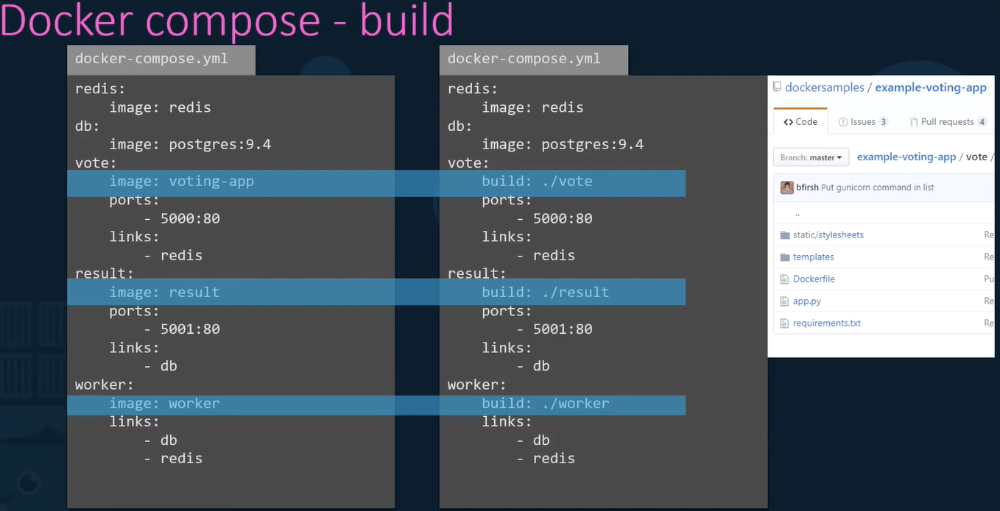 Docker compose - build
docker-compose.yml
redis:
image: redis
db:
image: postgres:9.4
vote:
image: voting-app
ports:
- 5000:80
links:
- redis
result:
image: result
ports:
- 5001:80
links:
- db
worker:
image: worker
links:
- db
- redis
docker-compose.yml
redis:
image: redis
db:
image: postgres:9.4
vote:
build: ./vote
ports:
- 5000:80
links:
- redis
result:
build: ./result
ports:
- 5001:80
links:
- db
worker:
build: ./worker
links:
- db
- redis
dockersamples / example-voting-app
<> Code Issues 3 Pull requests 4
Branch: master example-voting-app / vote /
bfirsh Put gunicorn command in list
..
static/stylesheets Re
templates Re
Dockerfile Pu
app.py Re
requirements.txt Re